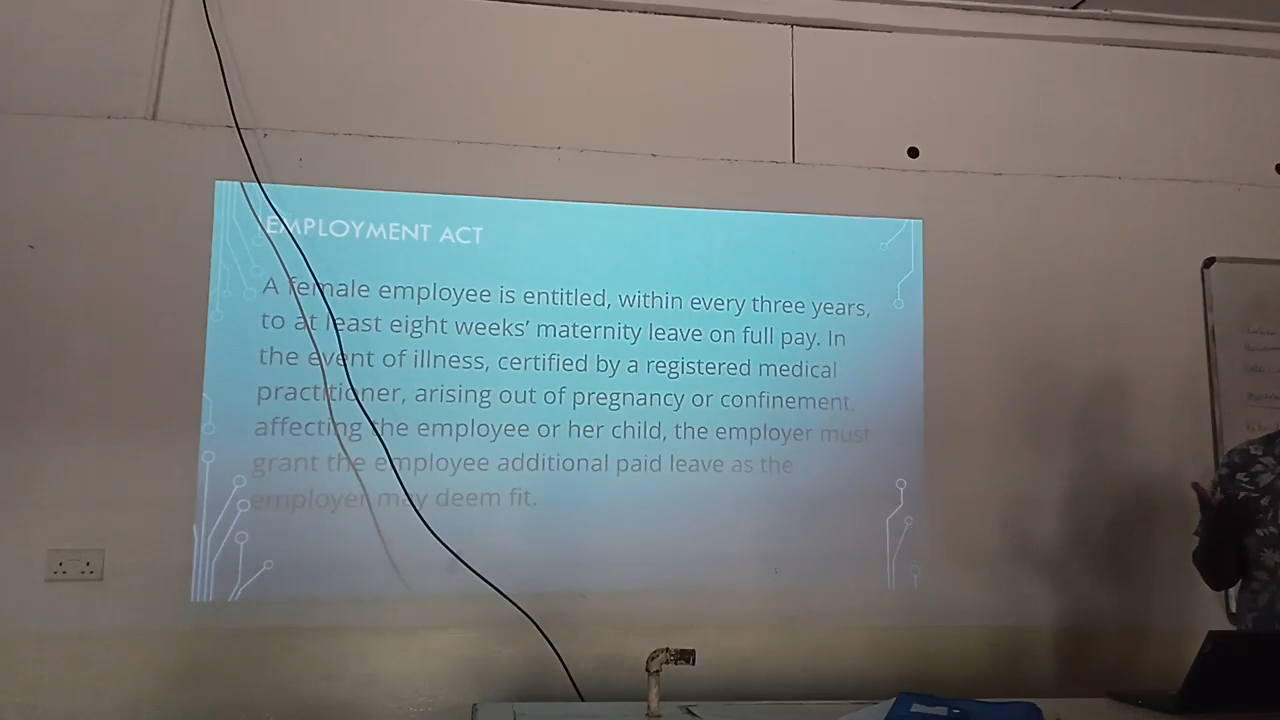 EMPLOYMENT ACT
A female employee is entitled, within every three years,
to at least eight weeks’ maternity leave on full pay. In
the event of illness, certified by a registered medical
practitioner, arising out of pregnancy or confinement,
affecting the employee or her child, the employer must
grant the employee additional paid leave as the
employer may deem fit.